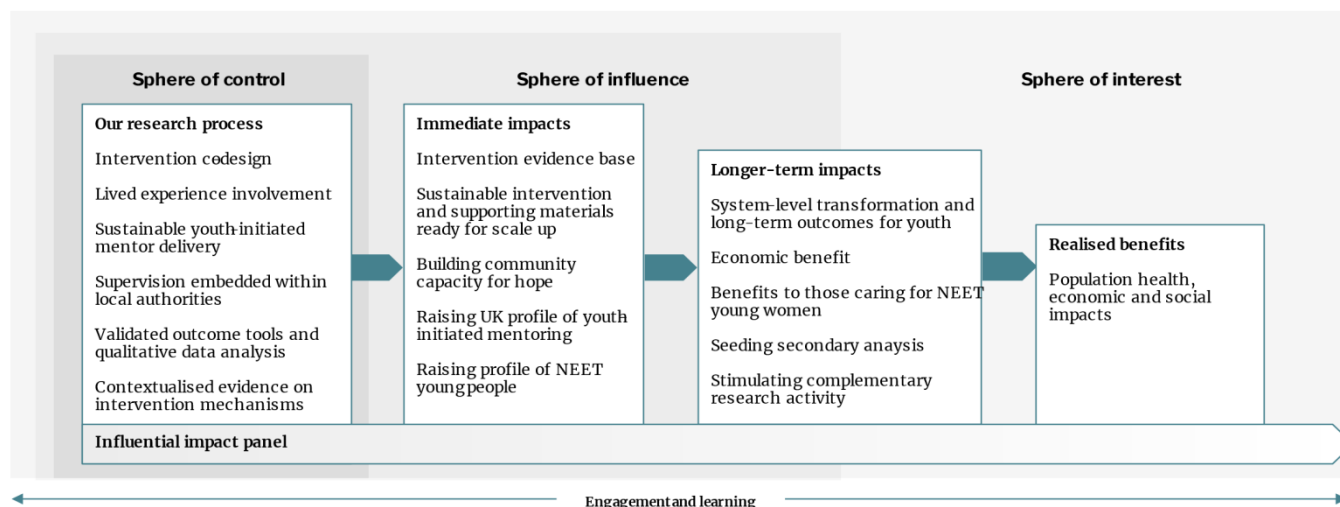 Sphere of control
Sphere of influence
Sphere of interest
Our research process
Intervention codesign
Lived experience involvement
Sustainable youth-initiated
mentor delivery
Supervision embedded within
local authorities
Validated outcome tools and
qualitative data analysis
Contextualised evidence on
intervention mechanisms
Immediate impacts
Intervention evidence base
Sustainable intervention
and supporting materials
ready for scale up
Building community
capacity for hope
Raising UK profile of youth-
initiated mentoring
Raising profile of NEET
young people
Longer-term impacts
System-level transformation and
long-term outcomes for youth
Economic benefit
Benefits to those caring for NEET
young women
Seeding secondary anaysis
Stimulating complementary
research activity
Realised benefits
Population health,
economic and social
impacts
Influential impact panel
Engagement and learning